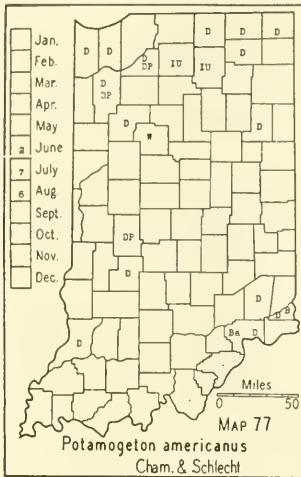 Jan.
Feb.
Mar.
Apr.
May
2 June
7 July
6 Aug.
Sept.
Oct.
Nov.
Dec.
D D D D D D
DP IU IU D
D
DP
D D
W
DP
D
D
D B
D Ba D
Miles
0 50
MAP 77
Potamogeton americanus
Cham. & Schlecht